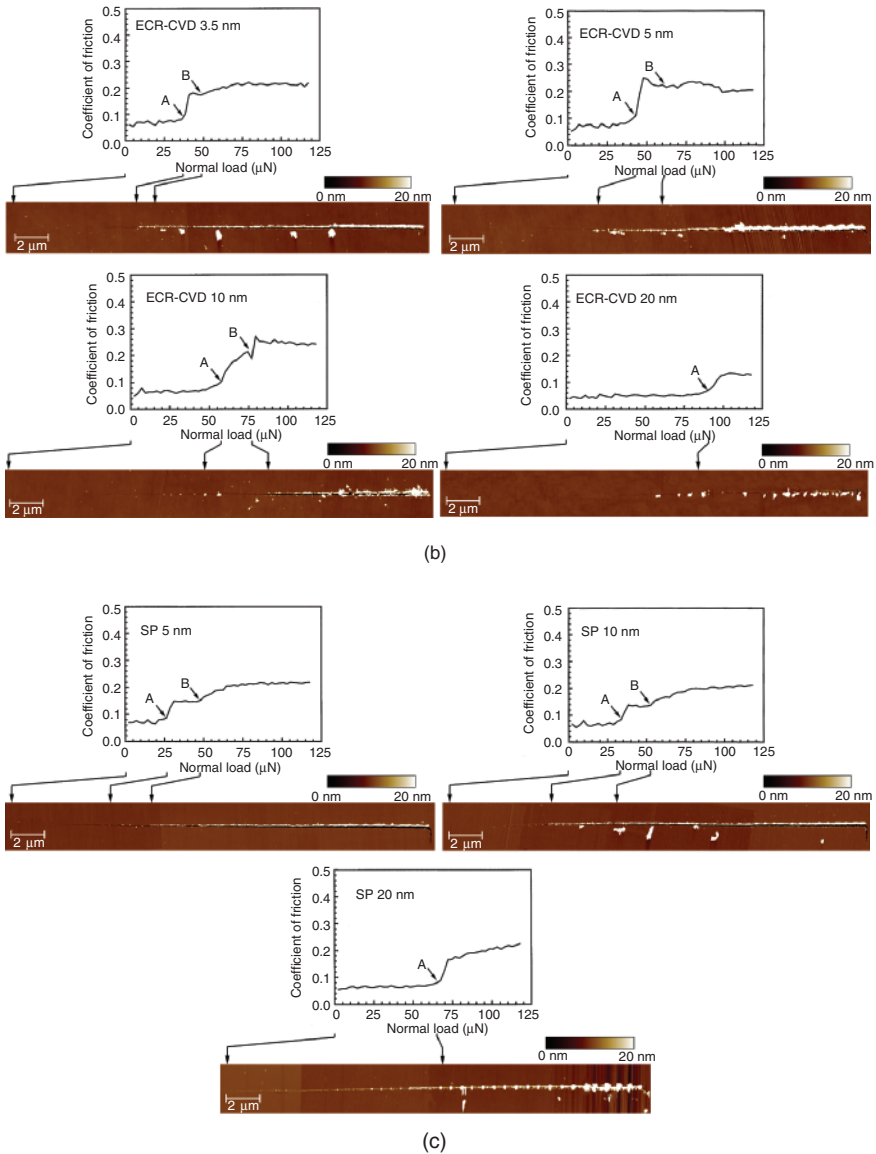 ECR-CVD 3.5 nm
Coefficient of friction
0.5
0.4
0.3
0.2
0.1
0.0
A
B
0 25 50 75 100 125
Normal load (μN)
0 nm 20 nm
2 μm
ECR-CVD 5 nm
Coefficient of friction
0.5
0.4
0.3
0.2
0.1
0.0
A
B
0 25 50 75 100 125
Normal load (μN)
0 nm 20 nm
2 μm
ECR-CVD 10 nm
Coefficient of friction
0.5
0.4
0.3
0.2
0.1
0.0
A
B
0 25 50 75 100 125
Normal load (μN)
0 nm 20 nm
2 μm
ECR-CVD 20 nm
Coefficient of friction
0.5
0.4
0.3
0.2
0.1
0.0
A
0 25 50 75 100 125
Normal load (μN)
0 nm 20 nm
2 μm
(b)
SP 5 nm
Coefficient of friction
0.5
0.4
0.3
0.2
0.1
0.0
A
B
0 25 50 75 100 125
Normal load (μN)
0 nm 20 nm
2 μm
SP 10 nm
Coefficient of friction
0.5
0.4
0.3
0.2
0.1
0.0
A
B
0 25 50 75 100 125
Normal load (μN)
0 nm 20 nm
2 μm
SP 20 nm
Coefficient of friction
0.5
0.4
0.3
0.2
0.1
0.0
A
0 25 50 75 100 125
Normal load (μN)
0 nm 20 nm
2 μm
(c)